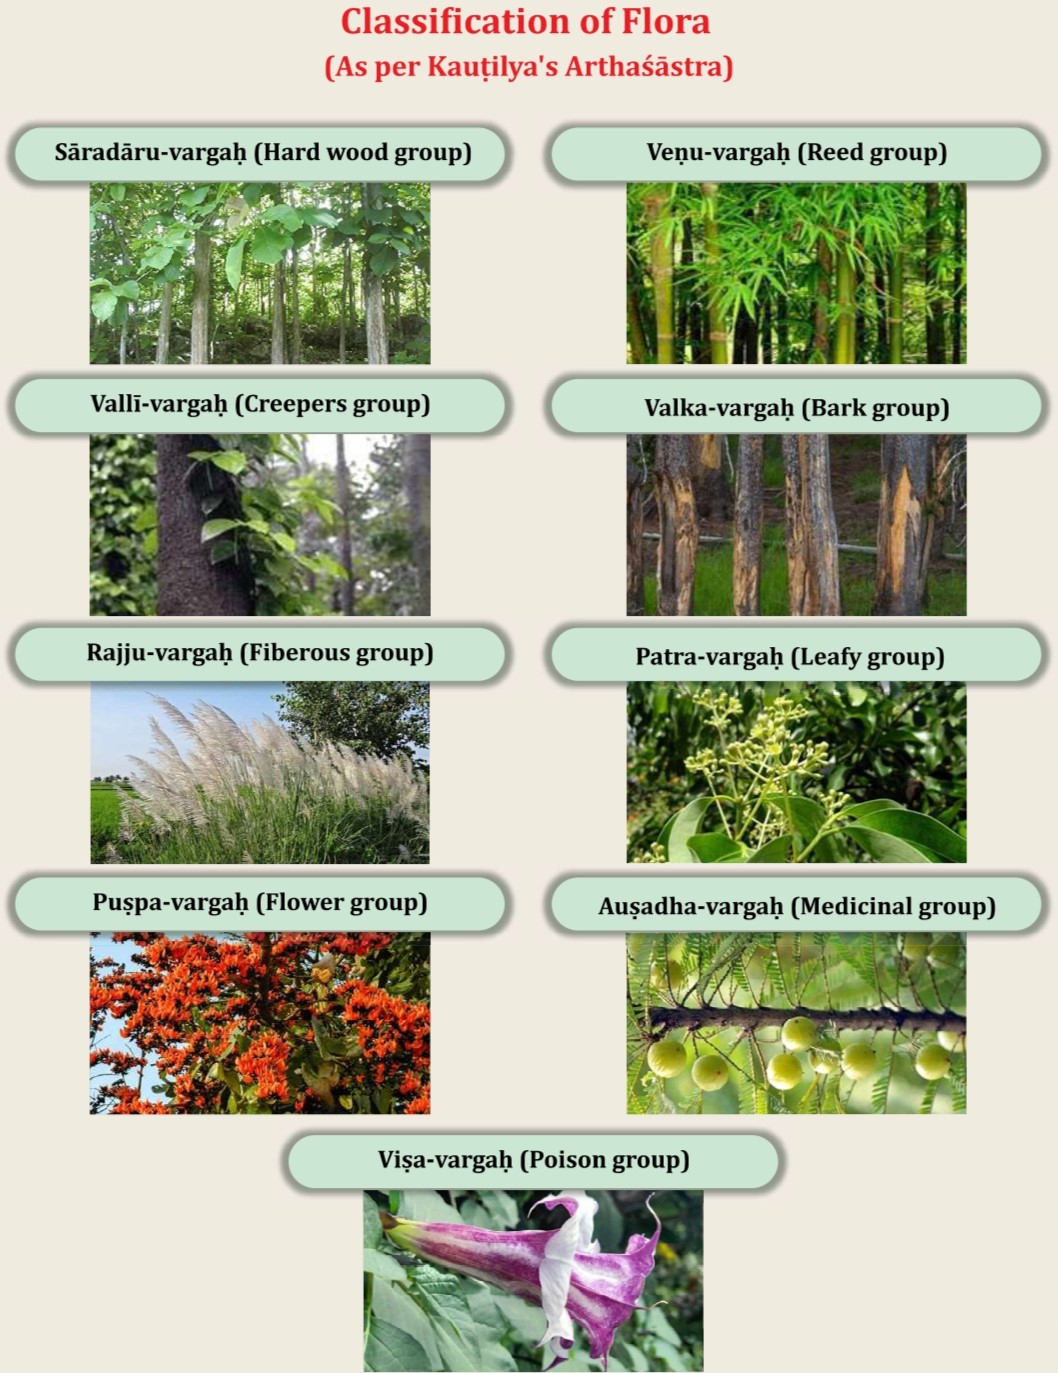 Classification of Flora
(As per Kauṭilya's Arthaśāstra)
Sāradāru-vargaḥ (Hard wood group)
Veṇu-vargaḥ (Reed group)
Vallī-vargaḥ (Creepers group)
Valka-vargaḥ (Bark group)
Rajju-vargaḥ (Fiberous group)
Patra-vargaḥ (Leafy group)
Puṣpa-vargaḥ (Flower group)
Auṣadha-vargaḥ (Medicinal group)
Viṣa-vargaḥ (Poison group)